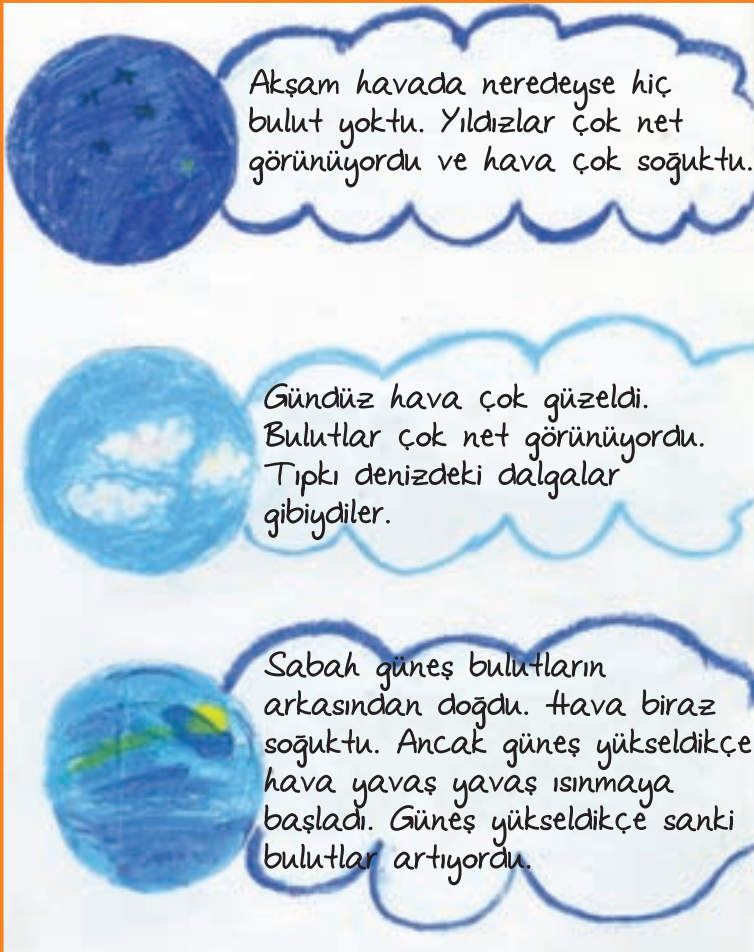 Akşam havada neredeyse hiç
bulut yoktu. Yıldızlar çok net
görünüyordu ve hava çok soğuktu.
Gündüz hava çok güzeldi.
Bulutlar çok net görünüyordu.
Tıpkı denizdeki dalgalar
gibiydiler.
Sabah güneş bulutların
arkasından doğdu. Hava biraz
soğuktu. Ancak güneş yükseldikçe
hava yavaş yavaş ısınmaya
başladı. Güneş yükseldikçe sanki
bulutlar artıyordu.